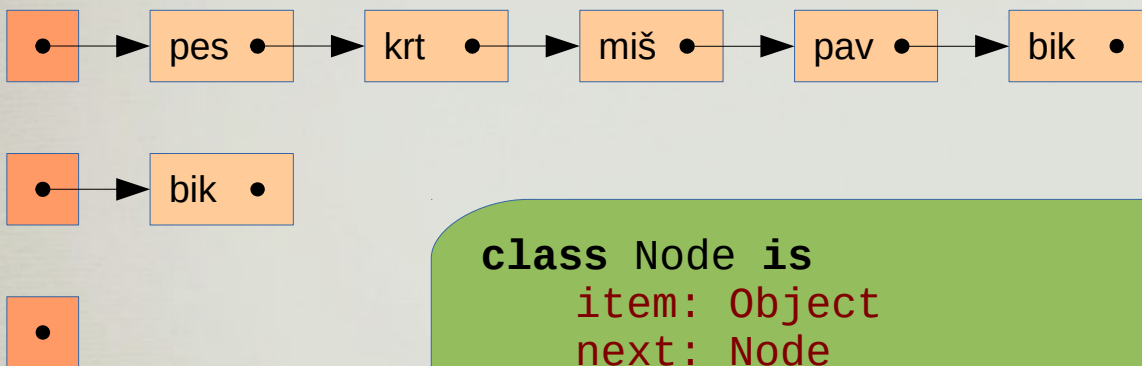 pes krt miš pav bik
bik
class Node is
item: Object
next: Node